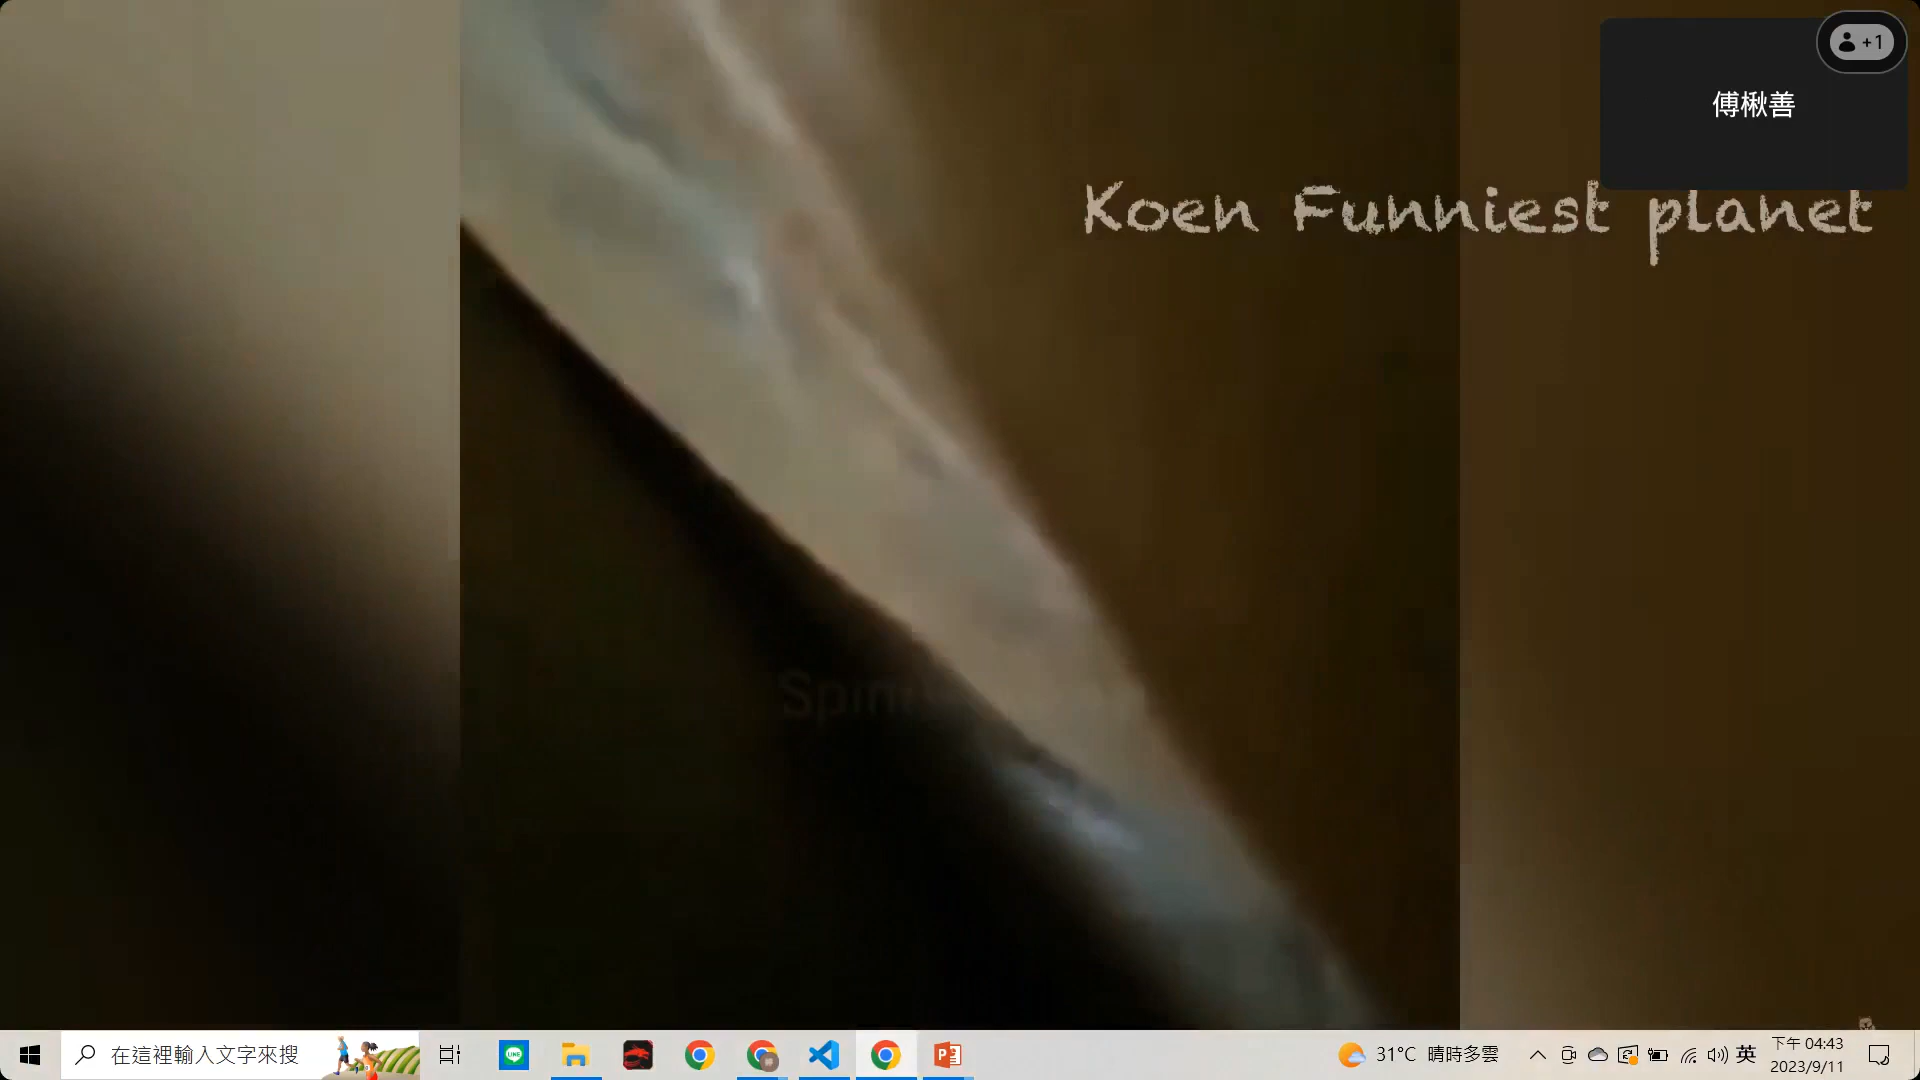 +1
傅楸善
Koen Funniest planet
在這裡輸入文字來搜
31°C 晴時多雲
英
下午 04:43
2023/9/11